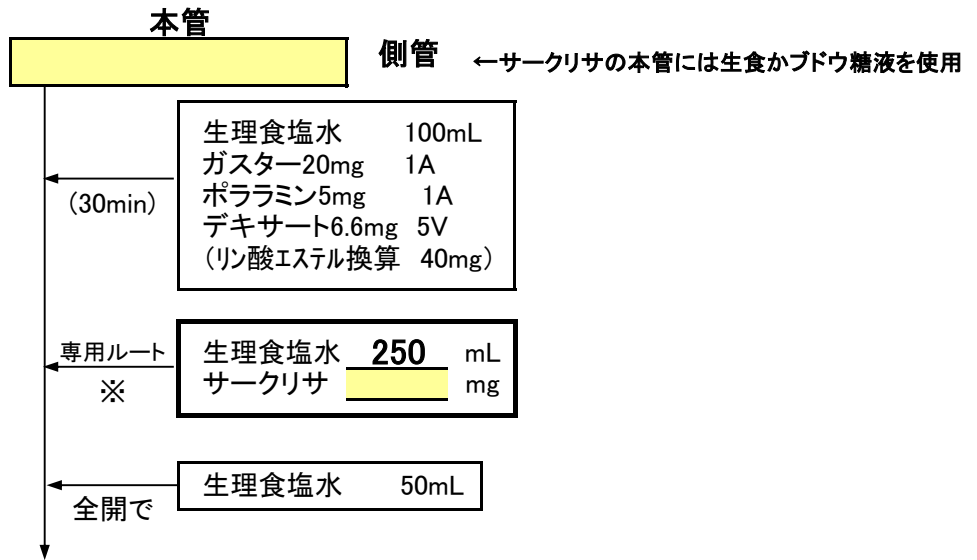 本管
側管 ←サークリサの本管には生食かブドウ糖液を使用
生理食塩水 100mL
ガスター20mg 1A
(30min) ポララミン5mg 1A
デキサート6.6mg 5V
(リン酸エステル換算 40mg)
専用ルート 生理食塩水 250 mL
※ サークリサ mg
生理食塩水 50mL
全開で